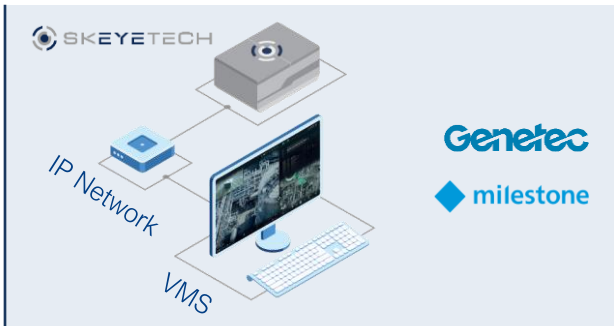 SKEYETECH
IP Network
VMS
Genetec
milestone